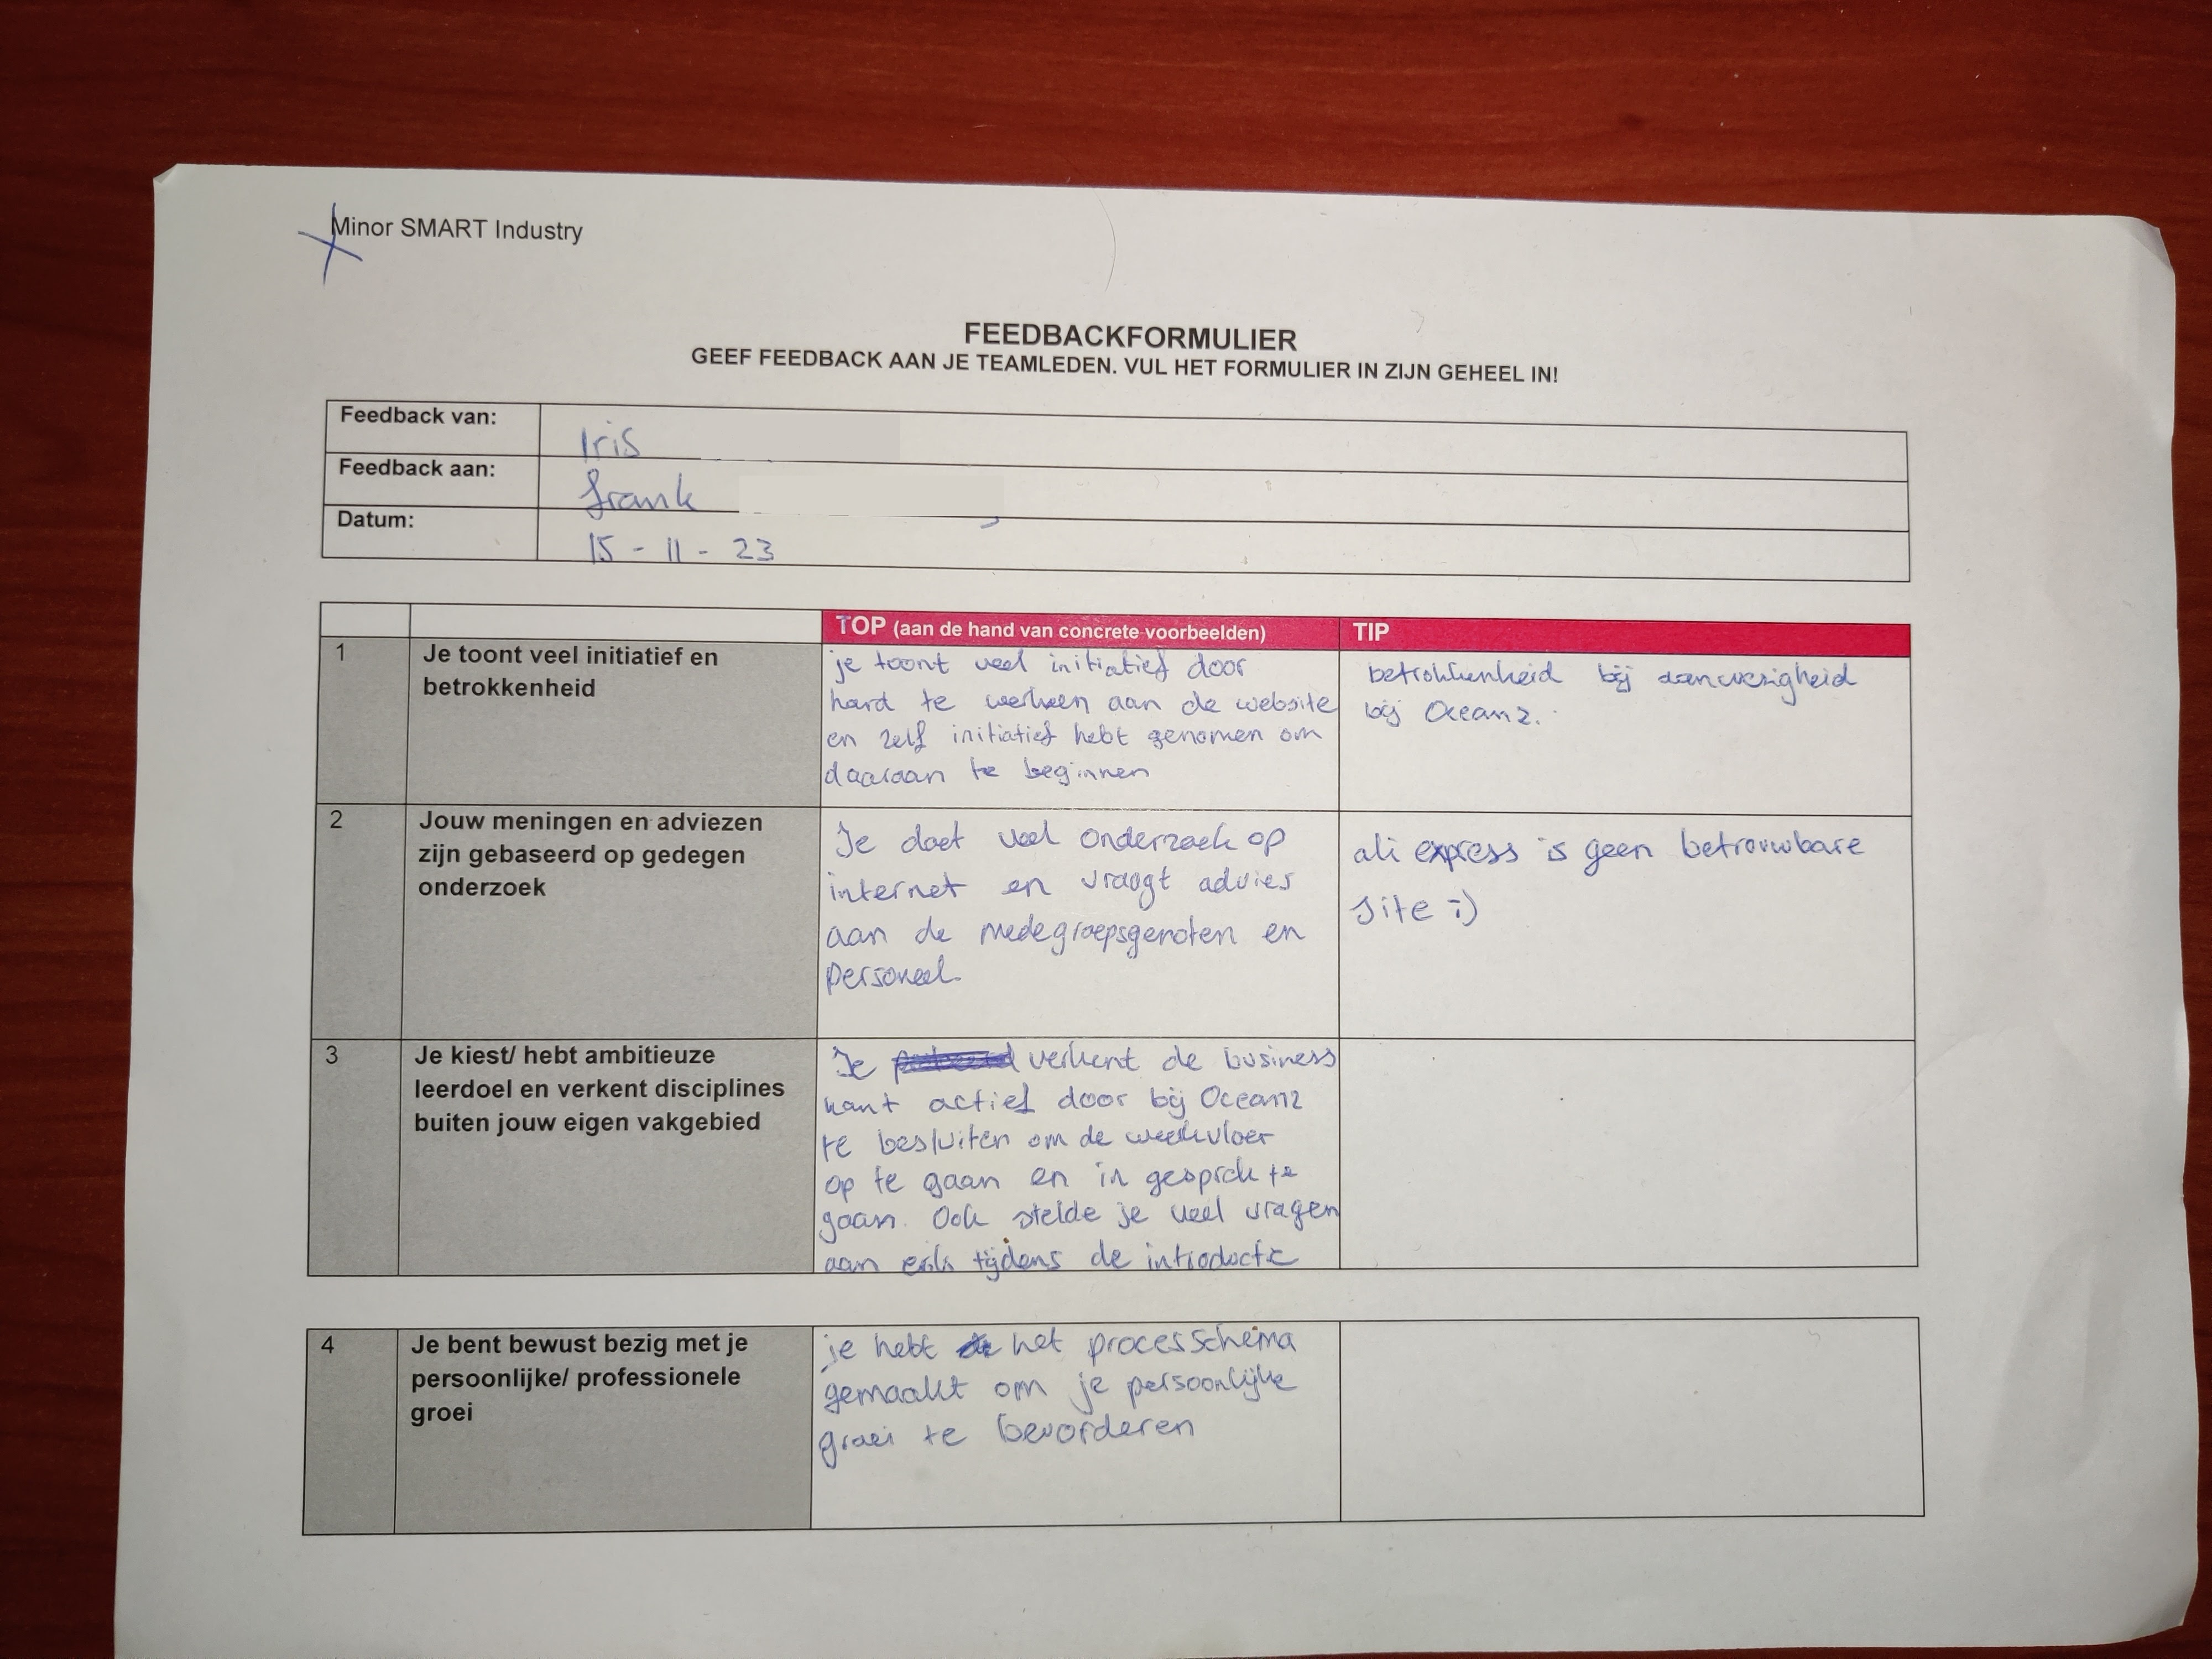 Minor SMART Industry
FEEDBACKFORMULIER
GEEF FEEDBACK AAN JE TEAMLEDEN. VUL HET FORMULIER IN ZIJN GEHEEL IN!
Feedback van:
Iris
Feedback aan:
frank
Datum:
15 - 11 - 23
TOP (aan de hand van concrete voorbeelden)
TIP
1
Je toont veel initiatief en
betrokkenheid
je toont veel initiatief door
hard te werken aan de website
en zelf initiatief hebt genomen om
daaraan te beginnen
betrokkenheid bij aanwezigheid
bij Oceanz.
2
Jouw meningen en adviezen
zijn gebaseerd op gedegen
onderzoek
Je doet veel onderzoek op
internet en vraagt advies
aan de medegroepsgenoten en
personeel
ali express is geen betrouwbare
site :)
3
Je kiest/ hebt ambitieuze
leerdoel en verkent disciplines
buiten jouw eigen vakgebied
Je verkent de business
kant actief door bij Oceanz
te besluiten om de werkvloer
op te gaan en in gesprek te
gaan. Ook stelde je veel vragen
aan tijdens de introductie
4
Je bent bewust bezig met je
persoonlijke/ professionele
groei
je hebt het processchema
gemaakt om je persoonlijke
groei te bevorderen